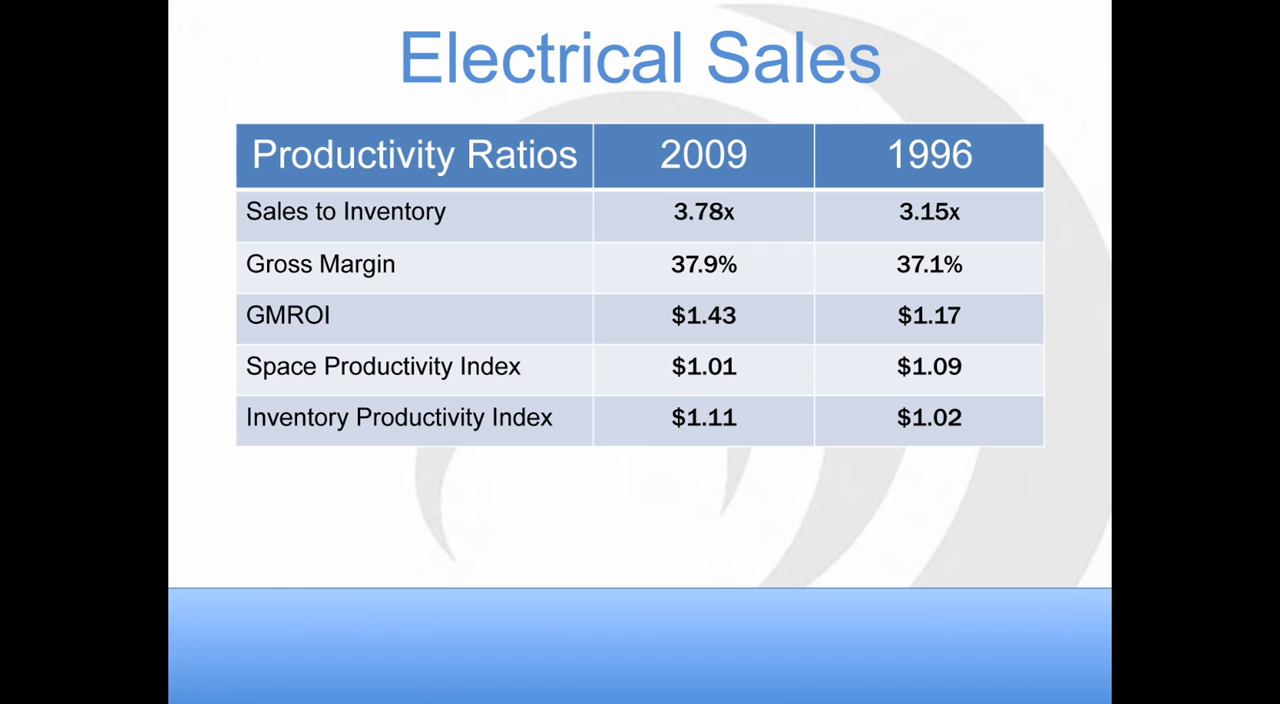 Electrical Sales
Productivity Ratios 2009 1996
Sales to Inventory 3.78x 3.15x
Gross Margin 37.9% 37.1%
GMROI $1.43 $1.17
Space Productivity Index $1.01 $1.09
Inventory Productivity Index $1.11 $1.02